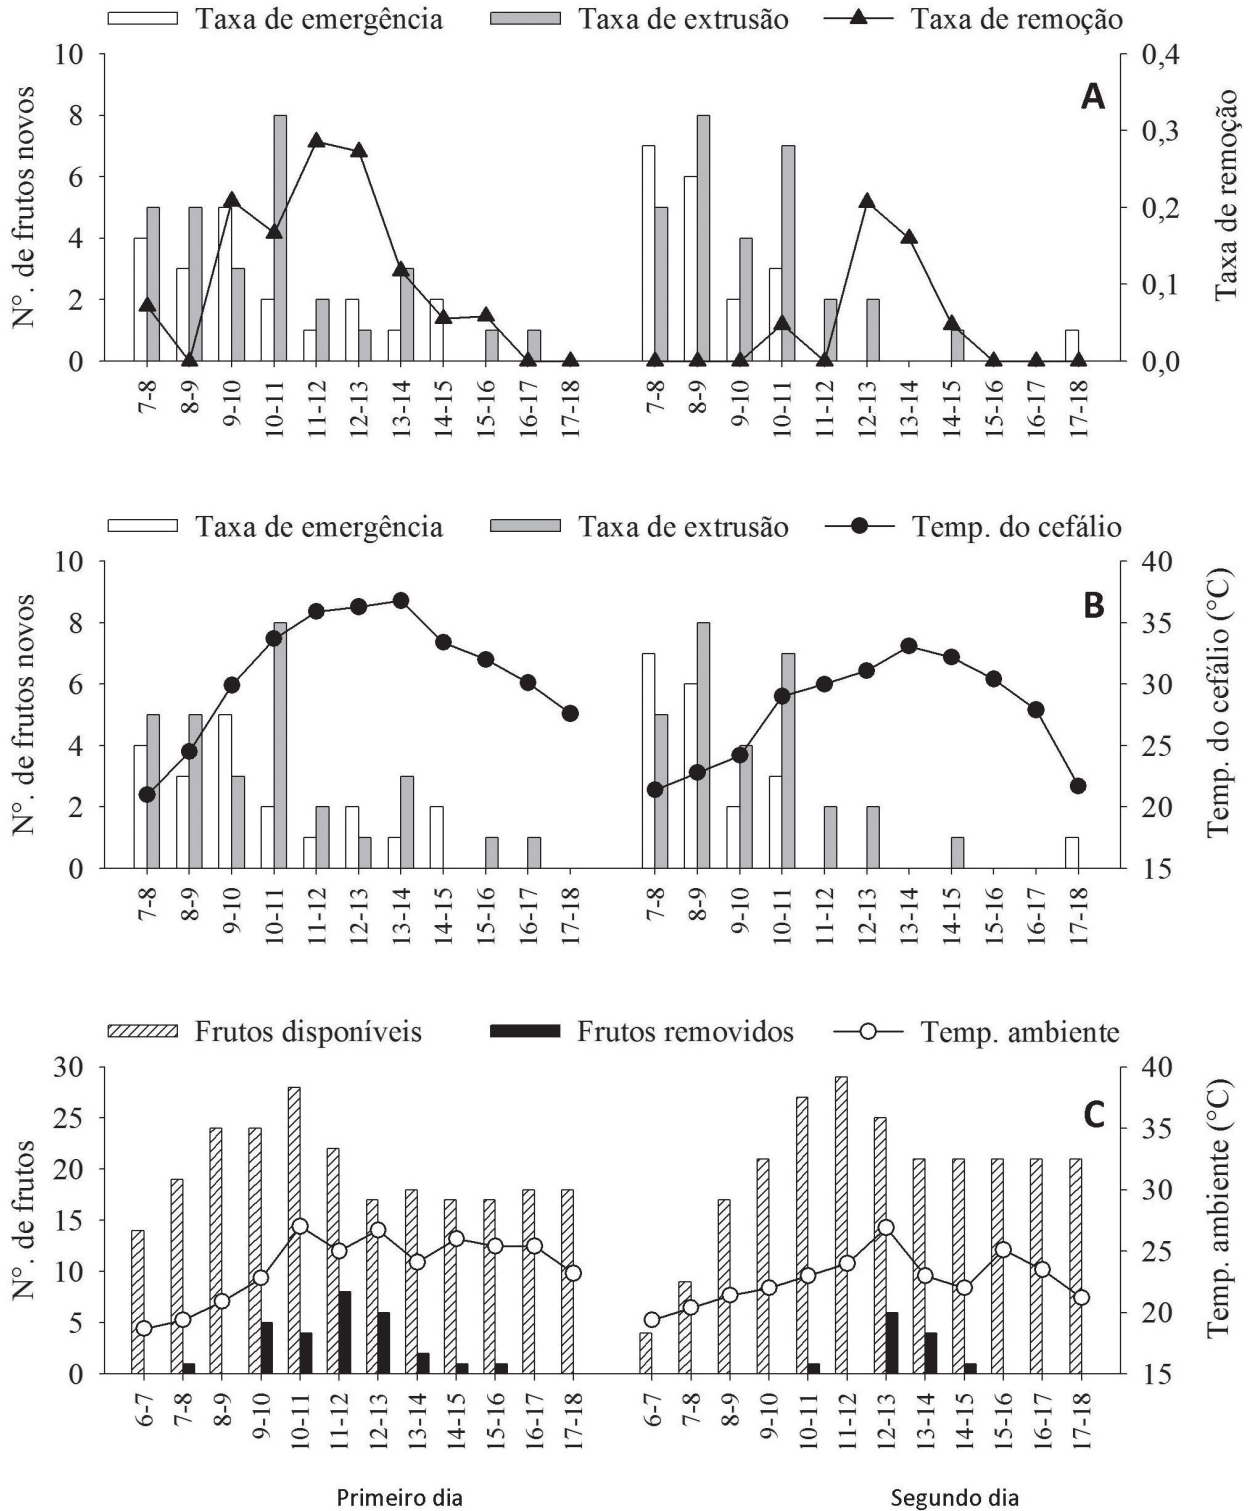 Taxa de emergência Taxa de extrusão Taxa de remoção
10 8 6 4 2 0
N°. de frutos novos
A
0,4 0,3 0,2 0,1 0,0
Taxa de remoção
7-8 8-9 9-10 10-11 11-12 12-13 13-14 14-15 15-16 16-17 17-18
7-8 8-9 9-10 10-11 11-12 12-13 13-14 14-15 15-16 16-17 17-18
Taxa de emergência Taxa de extrusão Temp. do cefálio
10 8 6 4 2 0
N°. de frutos novos
B
40 35 30 25 20 15
Temp. do cefálio (°C)
7-8 8-9 9-10 10-11 11-12 12-13 13-14 14-15 15-16 16-17 17-18
7-8 8-9 9-10 10-11 11-12 12-13 13-14 14-15 15-16 16-17 17-18
Frutos disponíveis Frutos removidos Temp. ambiente
30 25 20 15 10 5 0
N°. de frutos
C
40 35 30 25 20 15
Temp. ambiente (°C)
6-7 7-8 8-9 9-10 10-11 11-12 12-13 13-14 14-15 15-16 16-17 17-18
6-7 7-8 8-9 9-10 10-11 11-12 12-13 13-14 14-15 15-16 16-17 17-18
Primeiro dia Segundo dia